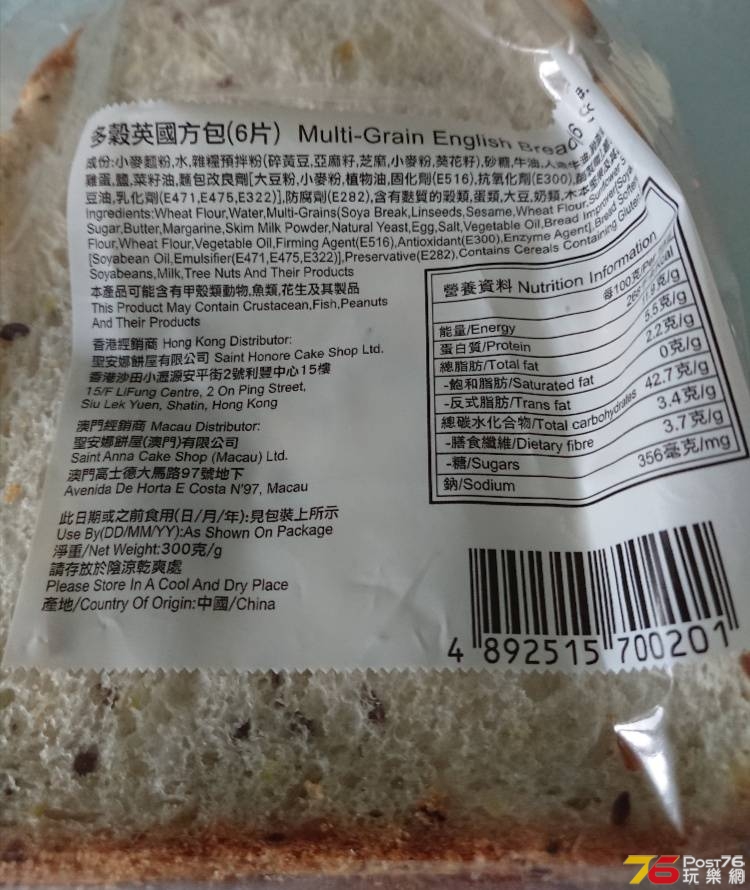 多穀英國方包(6片) Multi-Grain English Bread(6
成份:小麥麵粉,水,雜糧預拌粉(碎黃豆,亞麻籽,芝麻,小麥粉,葵花籽),砂糖,牛油,人造牛油
雞蛋,鹽,菜籽油,麵包改良劑[大豆粉,小麥粉,植物油,固化劑(E516),抗氧化劑(E300),
豆油,乳化劑(E471,E475,E322)],防腐劑(E282),含有麩質的穀類,蛋類,大豆,奶類,木本堅果
Ingredients:Wheat Flour,Water,Multi-Grains(Soya Break,Linseeds,Sesame,Wheat Flour,Sunflower
Sugar,Butter,Margarine,Skim Milk Powder,Natural Yeast,Egg,Salt,Vegetable Oil,Bread Improver[Soya
Flour,Wheat Flour,Vegetable Oil,Firming Agent(E516),Antioxidant(E300),Enzyme Agent],Bread
[Soyabean Oil,Emulsifier(E471,E475,E322)],Preservative(E282),Contains Cereals Containing Gluten
Soyabeans,Milk,Tree Nuts And Their Products
本產品可能含有甲殼類動物,魚類,花生及其製品
This Product May Contain Crustacean,Fish,Peanuts
And Their Products
香港經銷商 Hong Kong Distributor:
聖安娜餅屋有限公司 Saint Honore Cake Shop Ltd.
香港沙田小瀝源安平街2號利豐中心15樓
15/F LiFung Centre, 2 On Ping Street,
Siu Lek Yuen, Shatin, Hong Kong
澳門經銷商 Macau Distributor:
聖安娜餅屋(澳門)有限公司
Saint Anna Cake Shop (Macau) Ltd.
澳門高士德大馬路97號地下
Avenida De Horta E Costa N'97, Macau
此日期或之前食用(日/月/年):見包裝上所示
Use By(DD/MM/YY):As Shown On Package
淨重/Net Weight:300克/g
請存放於陰涼乾爽處
Please Store In A Cool And Dry Place
產地/Country Of Origin:中國/China
營養資料 Nutrition Information
每100克/Per
能量/Energy
蛋白質/Protein 克/g
總脂肪/Total fat 5.5克/g
-飽和脂肪/Saturated fat 2.2克/g
-反式脂肪/Trans fat 0克/g
總碳水化合物/Total carbohydrates 42.7克/g
-膳食纖維/Dietary fibre 3.4克/g
-糖/Sugars 3.7克/g
鈉/Sodium 356毫克/mg
4 892515 700201
76 Post76
玩樂網